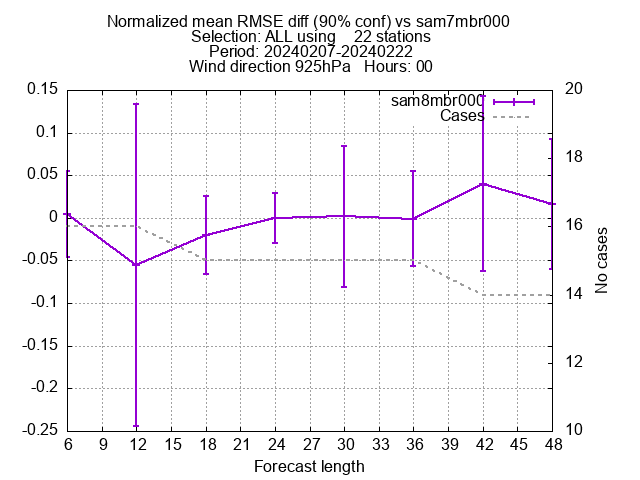 Normalized mean RMSE diff (90% conf) vs sam7mbr000
Selection: ALL using    22 stations
Period: 20240207-20240222
Wind direction 925hPa   Hours: 00
0.15
0.1
0.05
0
-0.05
-0.1
-0.15
-0.2
-0.25
sam8mbr000
Cases
20
18
16
14
12
10
No cases
6 9 12 15 18 21 24 27 30 33 36 39 42 45 48
Forecast length